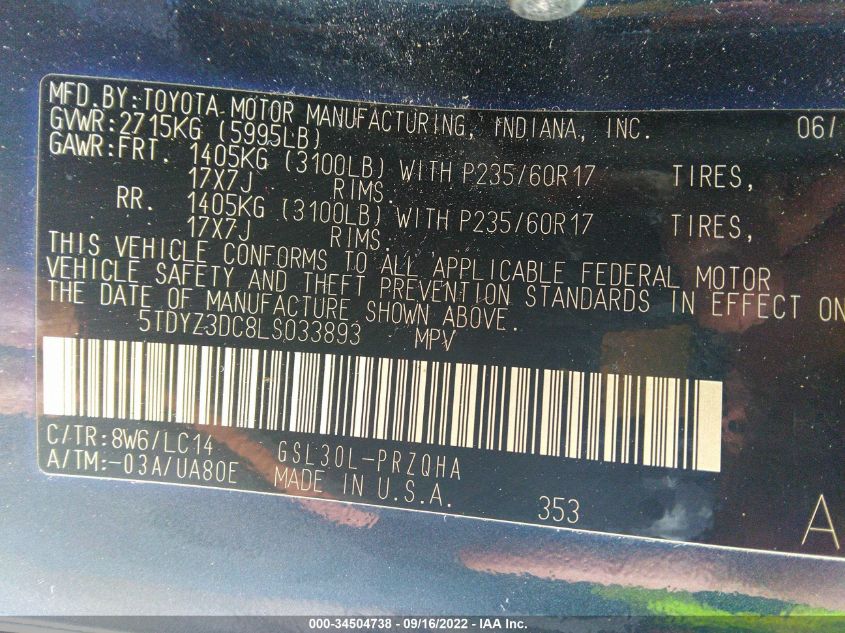 MFD. BY: TOYOTA MOTOR MANUFACTURING, INDIANA, INC. 06/
GVWR: 2715KG (5995LB)
GAWR: FRT. 1405KG (3100LB) WITH P235/60R17 TIRES,
17X7J RIMS.
RR. 1405KG (3100LB) WITH P235/60R17 TIRES,
17X7J RIMS.
THIS VEHICLE CONFORMS TO ALL APPLICABLE FEDERAL MOTOR
VEHICLE SAFETY AND THEFT PREVENTION STANDARDS IN EFFECT ON
THE DATE OF MANUFACTURE SHOWN ABOVE.
5TDYZ3DC8LS033893 MPV
C/TR: 8W6/LC14 GSL30L-PRZQHA
A/TM: -03A/UA80E MADE IN U.S.A. 353
A
000-34504738 - 09/16/2022 - IAA Inc.